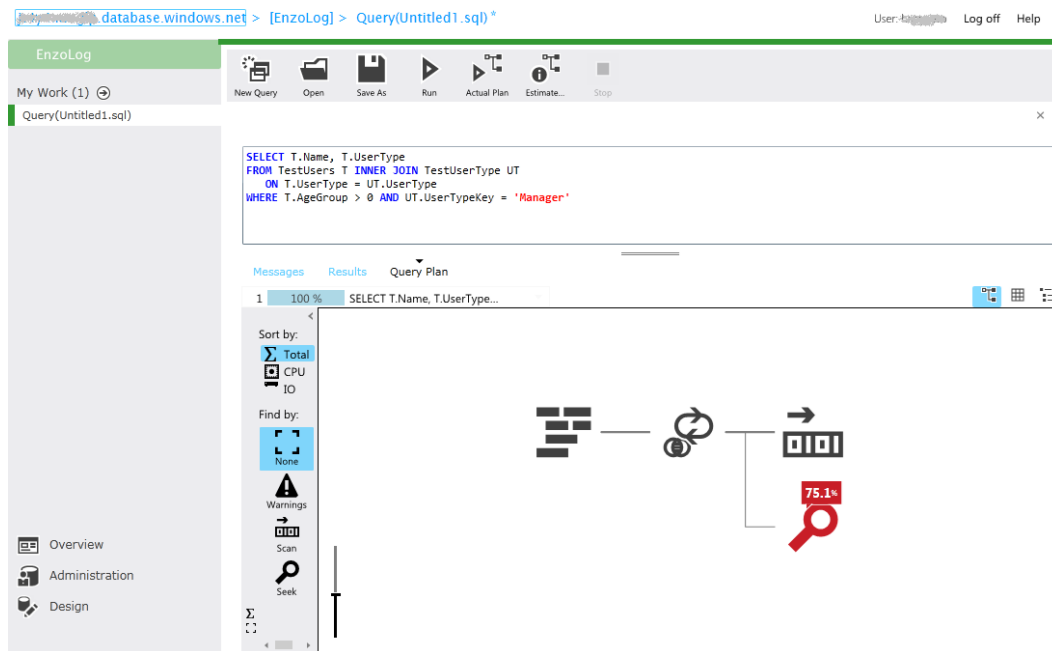 .database.windows.net > [EnzoLog] > Query(Untitled1.sql) *
User: Log off Help
EnzoLog
My Work (1)
Query(Untitled1.sql)
New Query Open Save As Run Actual Plan Estimate... Stop
SELECT T.Name, T.UserType
FROM TestUsers T INNER JOIN TestUserType UT
ON T.UserType = UT.UserType
WHERE T.AgeGroup > 0 AND UT.UserTypeKey = 'Manager'
Messages Results Query Plan
1 100 % SELECT T.Name, T.UserType...
Sort by:
Σ Total
CPU
IO
Find by:
None
Warnings
Scan
Seek
Σ
75.1%
Overview
Administration
Design